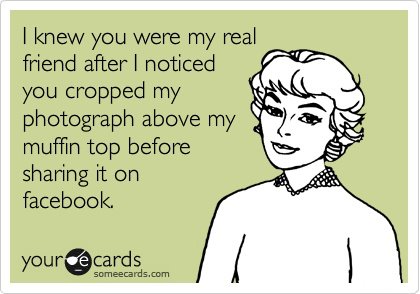 I knew you were my real
friend after I noticed
you cropped my
photograph above my
muffin top before
sharing it on
facebook.
your e cards
someecards.com